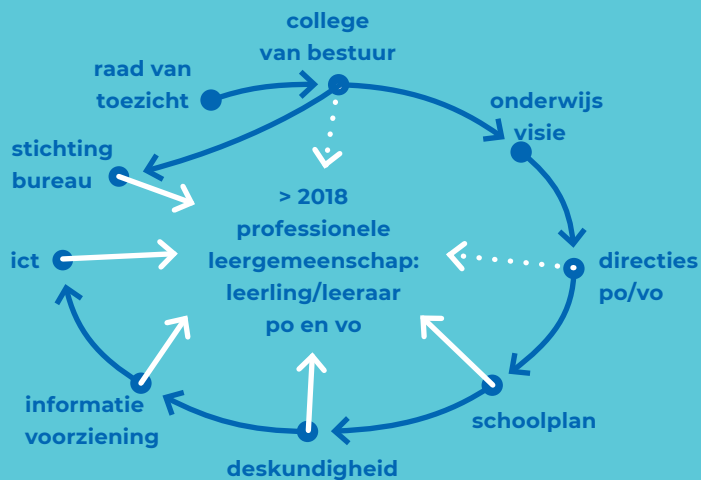 college
van bestuur
raad van
toezicht
onderwijs
visie
stichting
bureau
> 2018
professionele
leergemeenschap:
leerling/leeraar
po en vo
ict
directies
po/vo
informatie
voorziening
schoolplan
deskundigheid